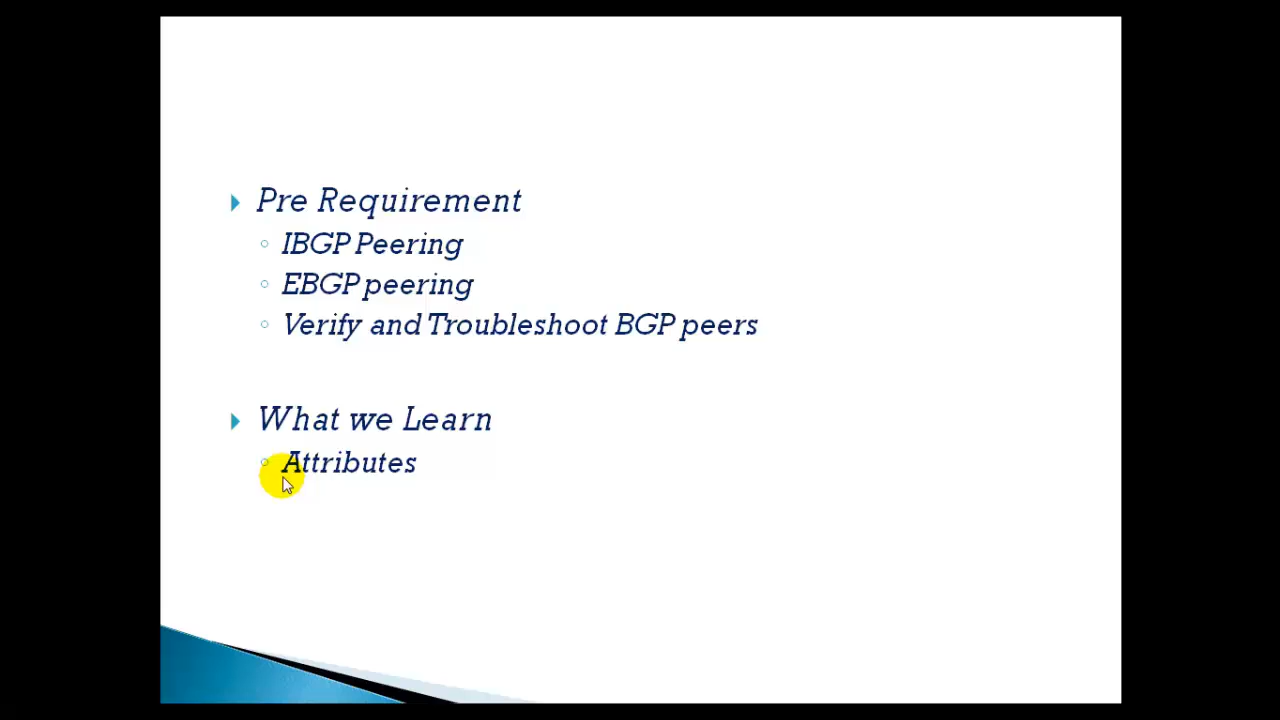 Pre Requirement
IBGP Peering
EBGP peering
Verify and Troubleshoot BGP peers
What we Learn
Attributes